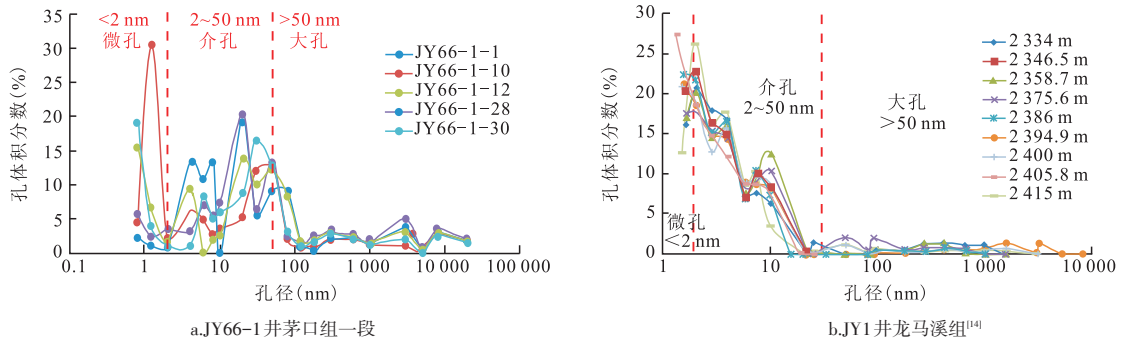 35
30
25
20
15
10
5
0
孔体积分数(%)
<2 nm
微孔
2~50 nm
介孔
>50 nm
大孔
JY66-1-1
JY66-1-10
JY66-1-12
JY66-1-28
JY66-1-30
0.1 1 10 100 1 000 10 000 100 000
孔径(nm)
a.JY66-1井茅口组一段
30
25
20
15
10
5
0
孔体积分数(%)
微孔
<2 nm
介孔
2~50 nm
大孔
>50 nm
2 334 m
2 346.5 m
2 358.7 m
2 375.6 m
2 386 m
2 394.9 m
2 400 m
2 405.8 m
2 415 m
1 10 100 1 000 10 000
孔径(nm)
b.JY1井龙马溪组[14]